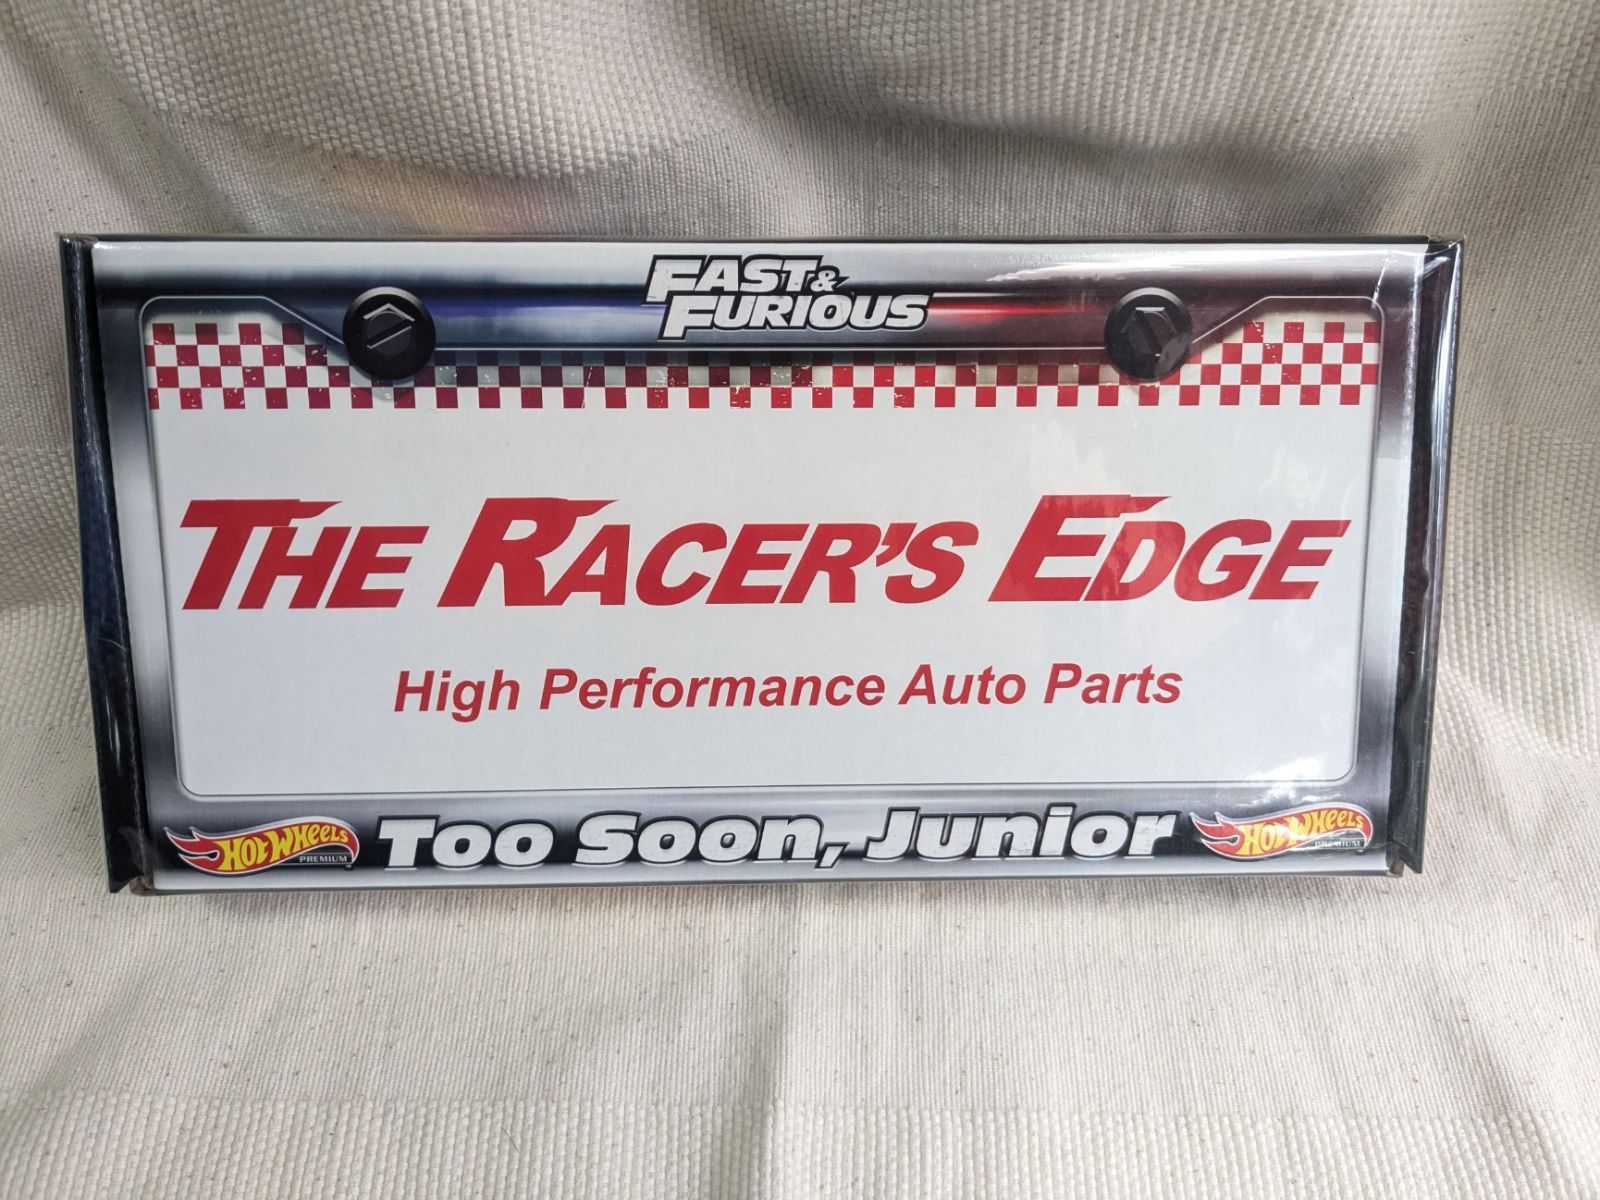 FAST &
FURIOUS
THE RACER'S EDGE
High Performance Auto Parts
HOT WHEELS
PREMIUM
Too Soon, Junior
HOT WHEELS
PREMIUM